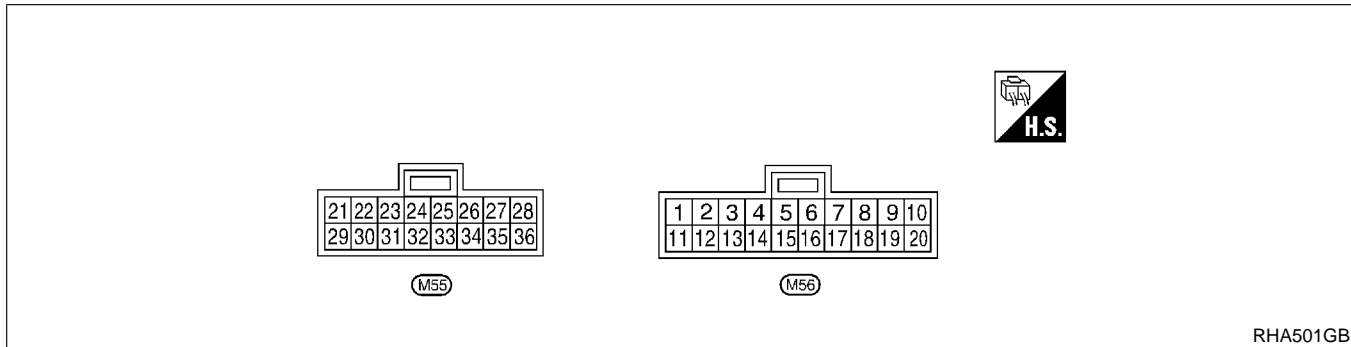 H.S.
21 22 23 24 25 26 27 28
29 30 31 32 33 34 35 36
M55
1 2 3 4 5 6 7 8 9 10
11 12 13 14 15 16 17 18 19 20
M56
RHA501GB